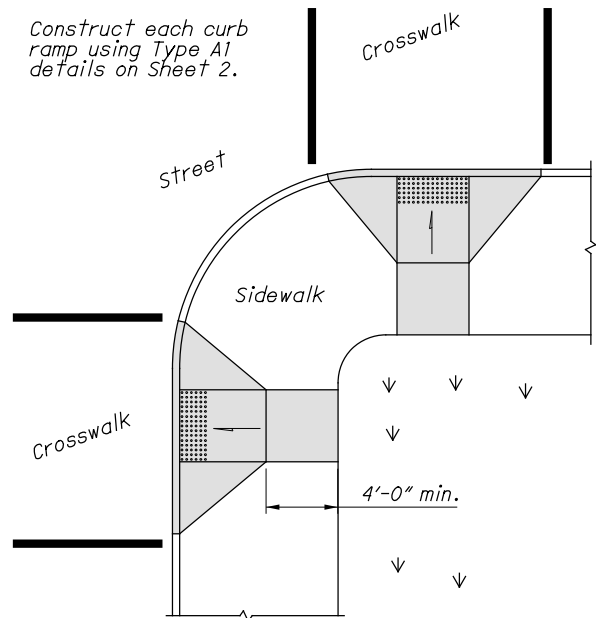 Construct each curb
ramp using Type A1
details on Sheet 2.
Crosswalk
Street
Sidewalk
Crosswalk
4'-0" min.